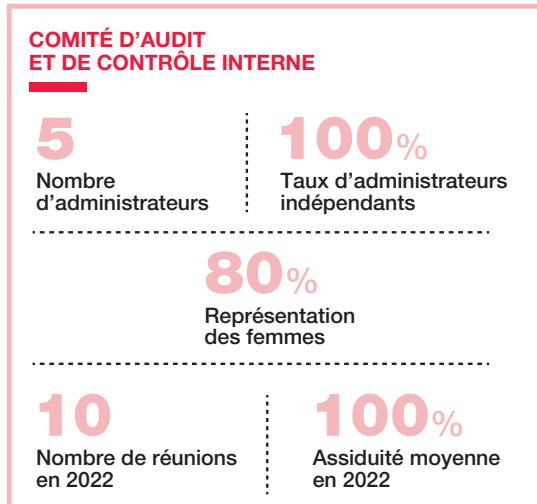 COMITÉ D'AUDIT
ET DE CONTRÔLE INTERNE
5
Nombre
d'administrateurs
100%
Taux d'administrateurs
indépendants
80%
Représentation
des femmes
10
Nombre de réunions
en 2022
100%
Assiduité moyenne
en 2022